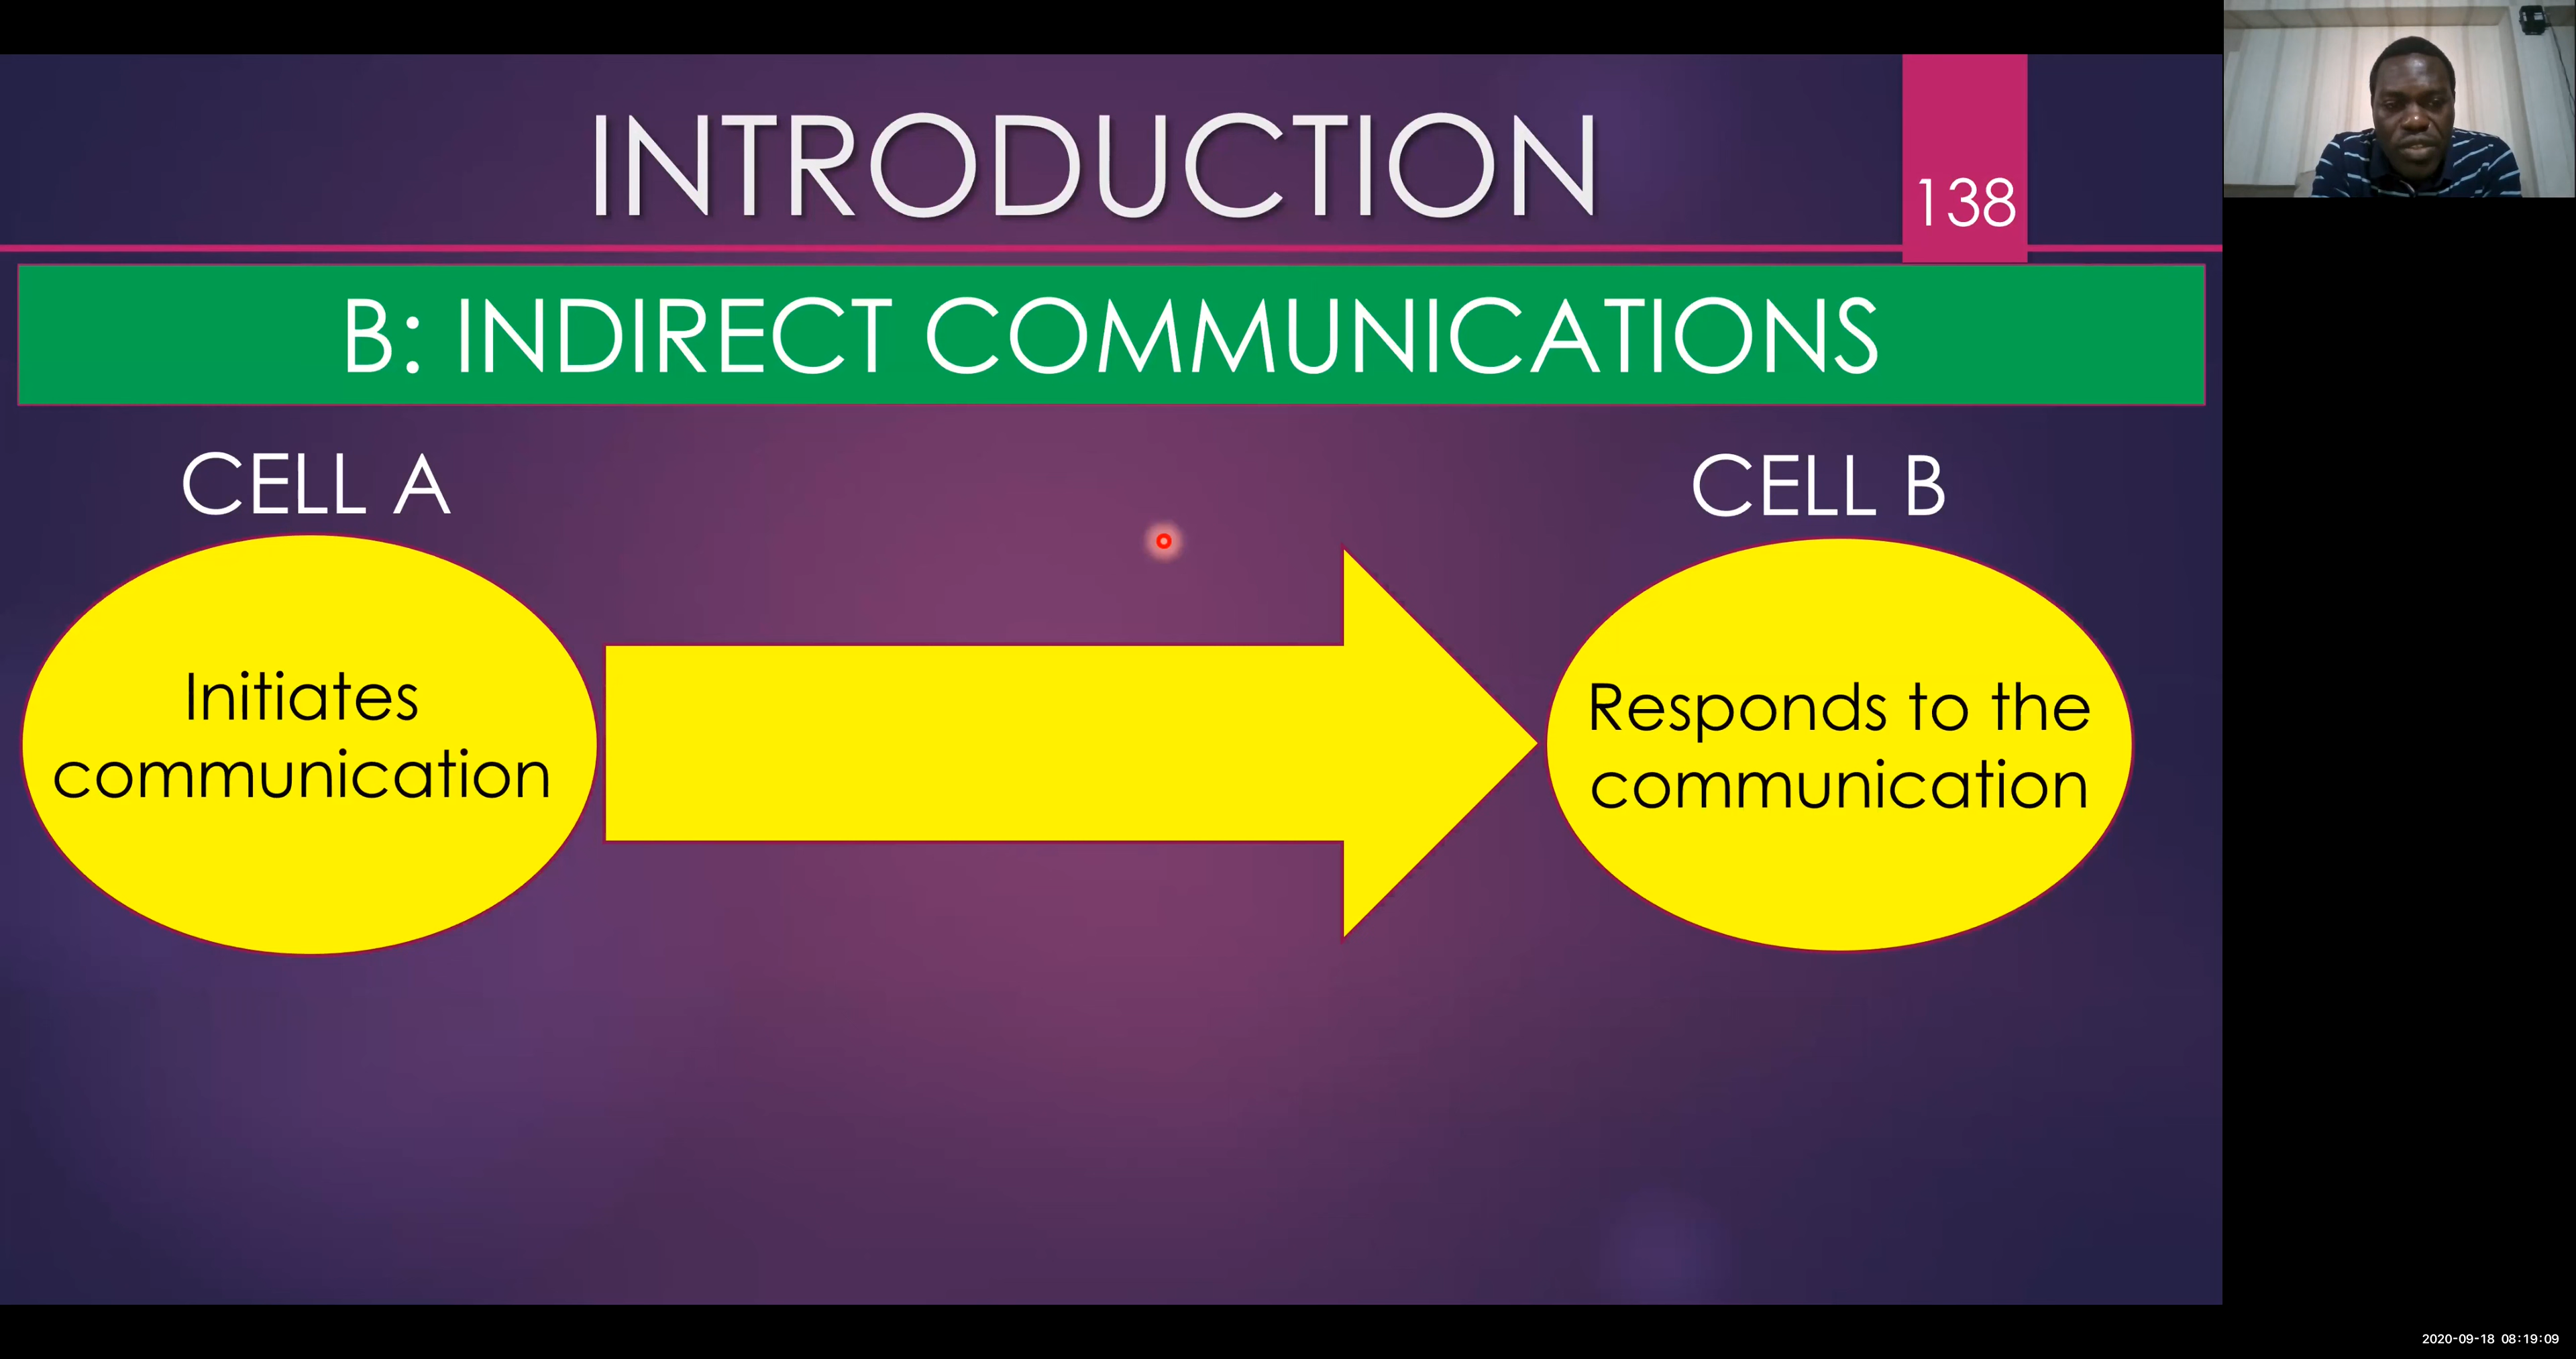 INTRODUCTION
138
B: INDIRECT COMMUNICATIONS
CELL A
CELL B
Initiates
communication
Responds to the
communication
2020-09-18 08:19:09